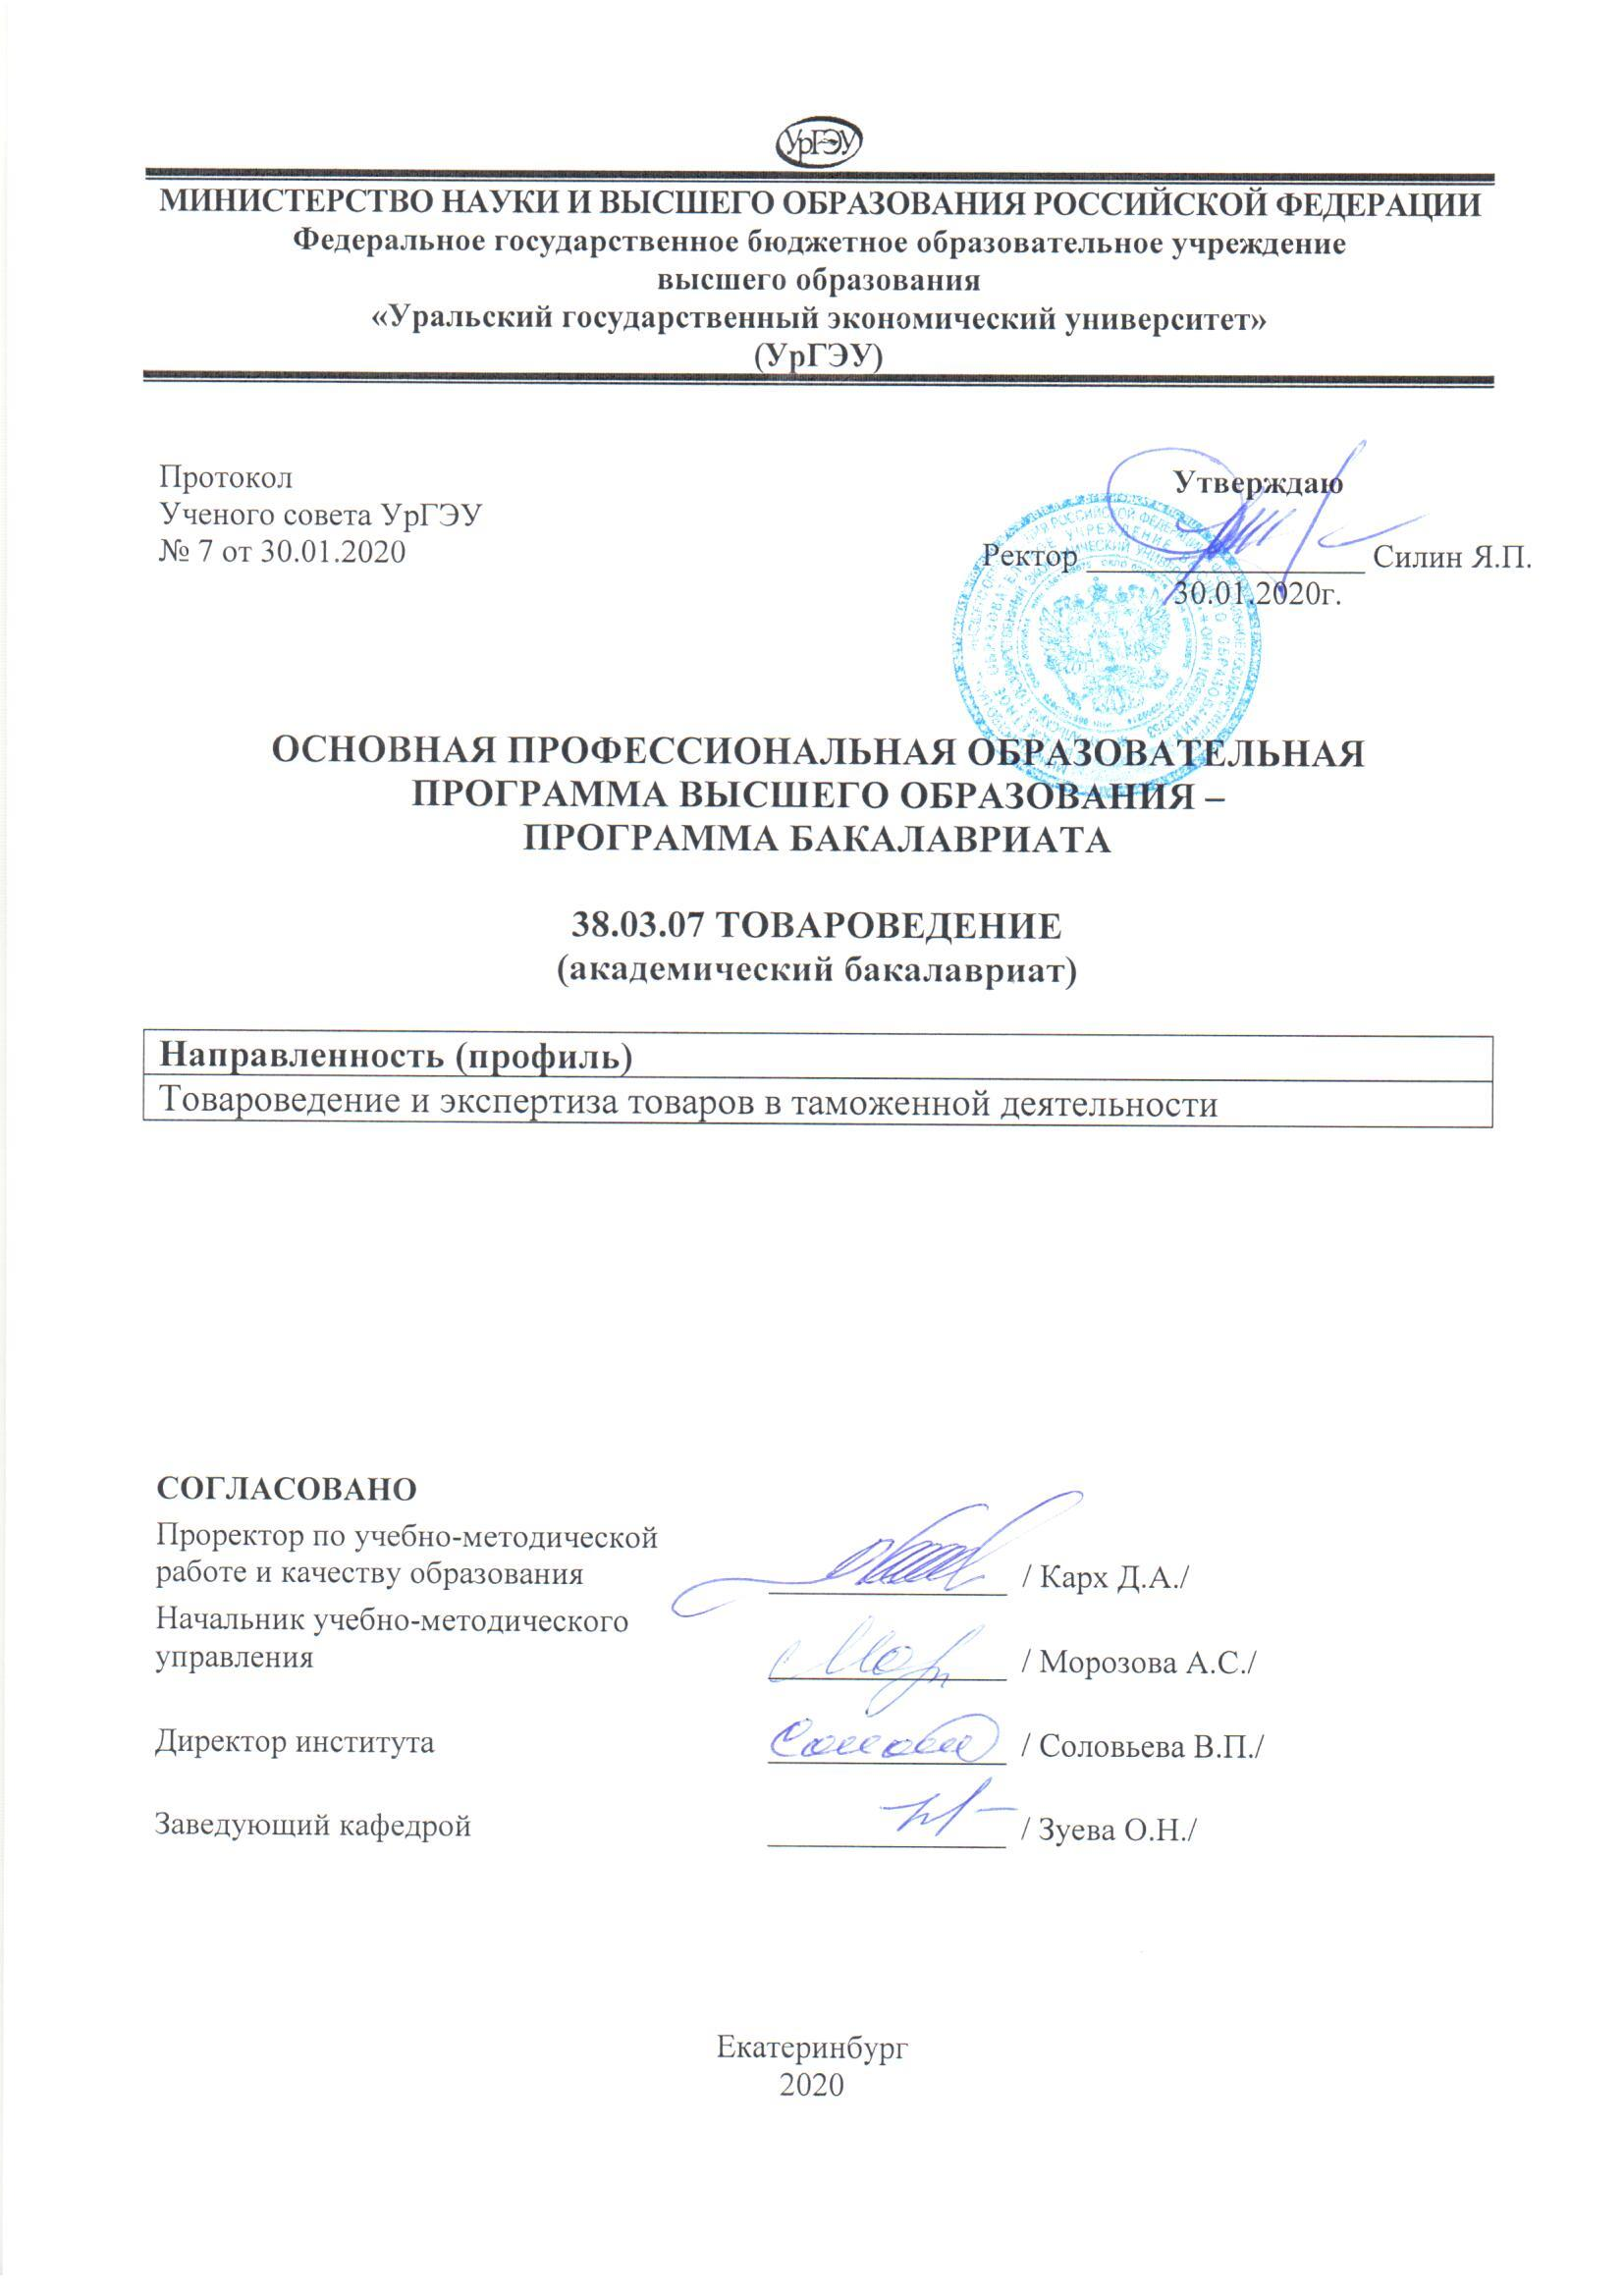 УрГЭУ
МИНИСТЕРСТВО НАУКИ И ВЫСШЕГО ОБРАЗОВАНИЯ РОССИЙСКОЙ ФЕДЕРАЦИИ
Федеральное государственное бюджетное образовательное учреждение
высшего образования
«Уральский государственный экономический университет»
(УрГЭУ)
Протокол
Ученого совета УрГЭУ
№ 7 от 30.01.2020
Утверждаю
Ректор Силин Я.П.
30.01.2020г.
ОСНОВНАЯ ПРОФЕССИОНАЛЬНАЯ ОБРАЗОВАТЕЛЬНАЯ
ПРОГРАММА ВЫСШЕГО ОБРАЗОВАНИЯ –
ПРОГРАММА БАКАЛАВРИАТА
38.03.07 ТОВАРОВЕДЕНИЕ
(академический бакалавриат)
Направленность (профиль)
Товароведение и экспертиза товаров в таможенной деятельности
СОГЛАСОВАНО
Проректор по учебно-методической
работе и качеству образования / Карх Д.А./
Начальник учебно-методического
управления / Морозова А.С./
Директор института / Соловьева В.П./
Заведующий кафедрой / Зуева О.Н./
Екатеринбург
2020